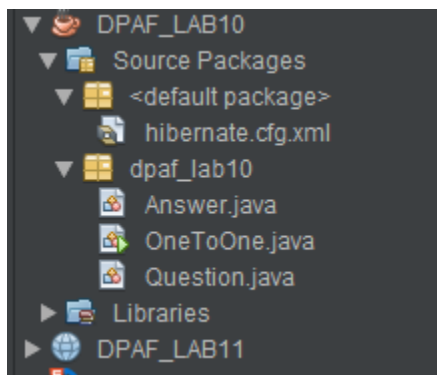 DPAF_LAB10
Source Packages
<default package>
hibernate.cfg.xml
dpaf_lab10
Answer.java
OneToOne.java
Question.java
Libraries
DPAF_LAB11